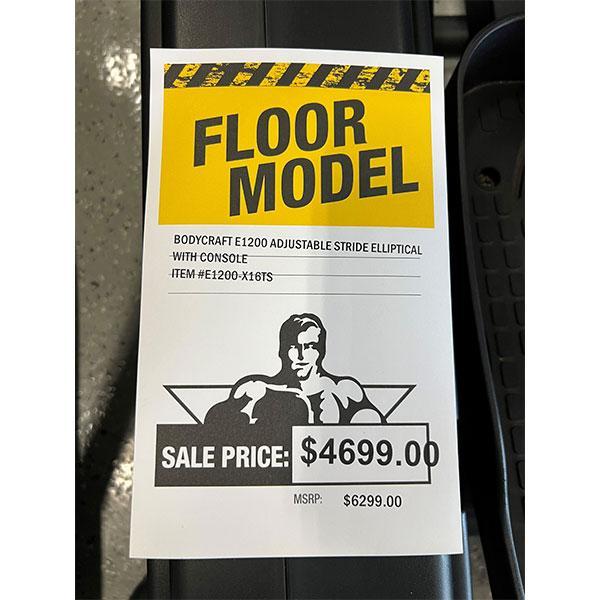 FLOOR
MODEL
BODYCRAFT E1200 ADJUSTABLE STRIDE ELLIPTICAL
WITH CONSOLE
ITEM #E1200-X16TS
SALE PRICE: $4699.00
MSRP: $6299.00